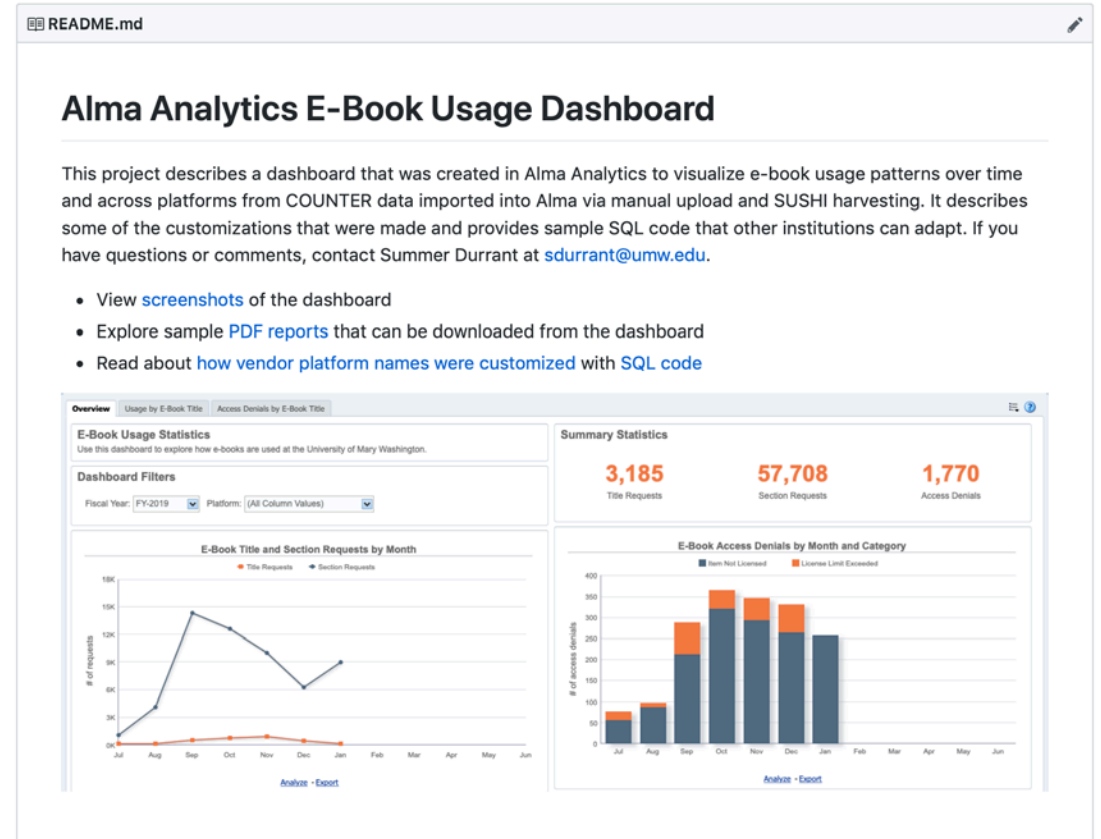 README.md
Alma Analytics E-Book Usage Dashboard
This project describes a dashboard that was created in Alma Analytics to visualize e-book usage patterns over time
and across platforms from COUNTER data imported into Alma via manual upload and SUSHI harvesting. It describes
some of the customizations that were made and provides sample SQL code that other institutions can adapt. If you
have questions or comments, contact Summer Durrant at sdurrant@umw.edu.
• View screenshots of the dashboard
• Explore sample PDF reports that can be downloaded from the dashboard
• Read about how vendor platform names were customized with SQL code
Overview Usage by E-Book Title Access Denials by E-Book Title
E-Book Usage Statistics
Use this dashboard to explore how e-books are used at the University of Mary Washington.
Dashboard Filters
Fiscal Year: FY-2019 Platform: (All Column Values)
Summary Statistics
3,185 57,708 1,770
Title Requests Section Requests Access Denials
E-Book Title and Section Requests by Month
Title Requests Section Requests
# of requests
18K
15K
12K
9K
6K
3K
0K
Jul Aug Sep Oct Nov Dec Jan Feb Mar Apr May Jun
Analyze - Export
E-Book Access Denials by Month and Category
Item Not Licensed License Limit Exceeded
# of access denials
400
350
300
250
200
150
100
50
0
Jul Aug Sep Oct Nov Dec Jan Feb Mar Apr May Jun
Analyze - Export